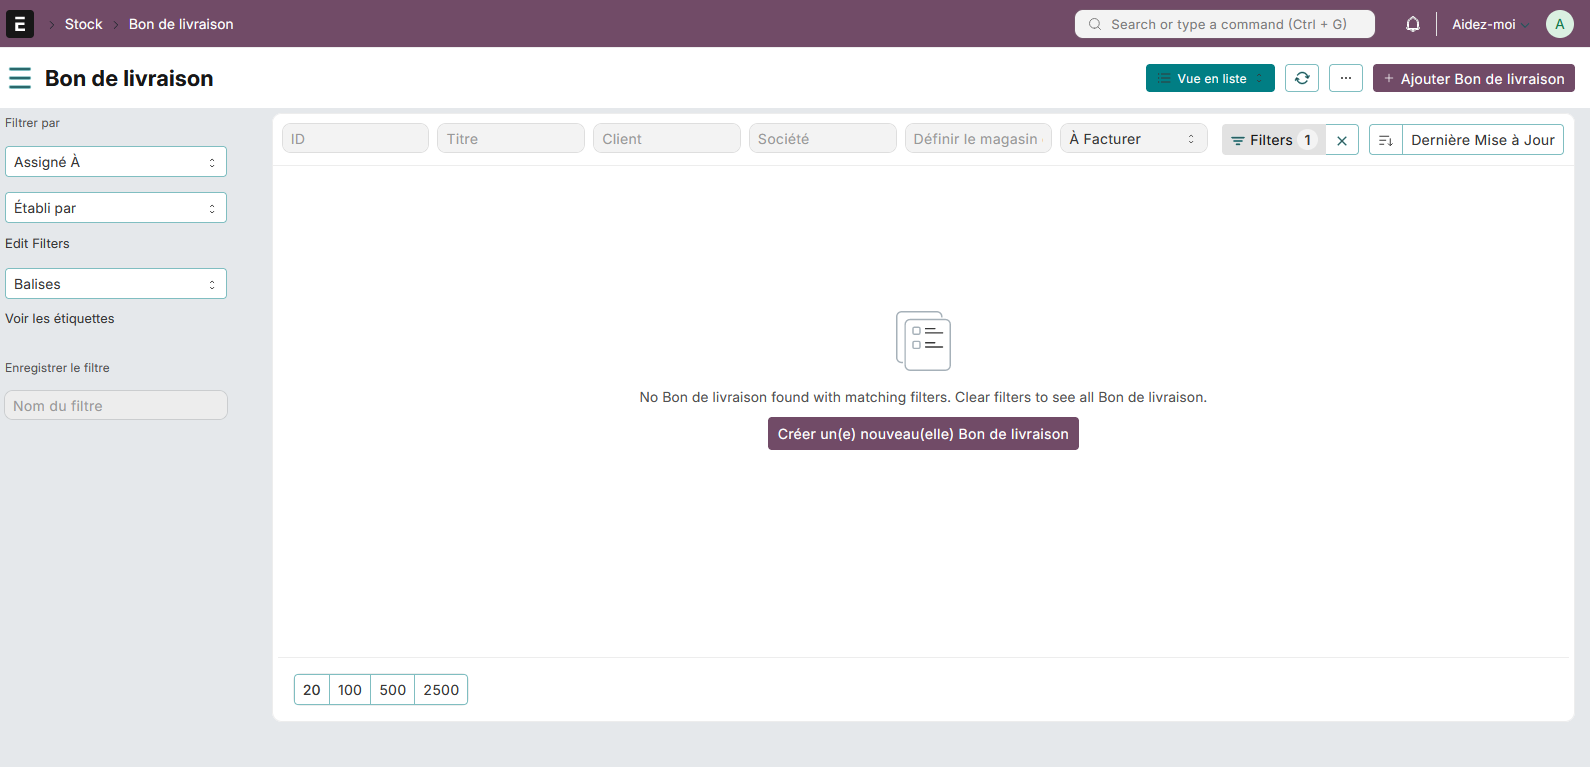 E Stock Bon de livraison Search or type a command (Ctrl + G) Aidez-moi A
Bon de livraison Vue en liste ... + Ajouter Bon de livraison
Filtrer par
Assigné À
Établi par
Edit Filters
Balises
Voir les étiquettes
Enregistrer le filtre
Nom du filtre
ID Titre Client Société Définir le magasin À Facturer Filters 1 Dernière Mise à Jour
No Bon de livraison found with matching filters. Clear filters to see all Bon de livraison.
Créer un(e) nouveau(elle) Bon de livraison
20 100 500 2500